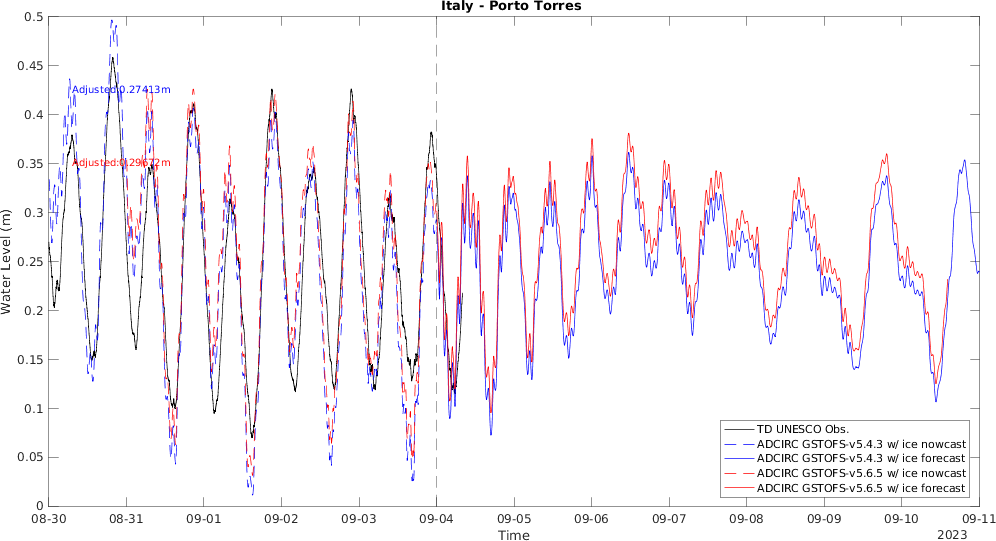 Italy - Porto Torres
0.5
0.45
0.4
0.35
0.3
0.25
0.2
0.15
0.1
0.05
0
Water Level (m)
Adjusted:0.27413m
Adjusted:0.29672m
TD UNESCO Obs.
ADCIRC GSTOFS-v5.4.3 w/ ice nowcast
ADCIRC GSTOFS-v5.4.3 w/ ice forecast
ADCIRC GSTOFS-v5.6.5 w/ ice nowcast
ADCIRC GSTOFS-v5.6.5 w/ ice forecast
08-30 08-31 09-01 09-02 09-03 09-04 09-05 09-06 09-07 09-08 09-09 09-10 09-11
Time
2023